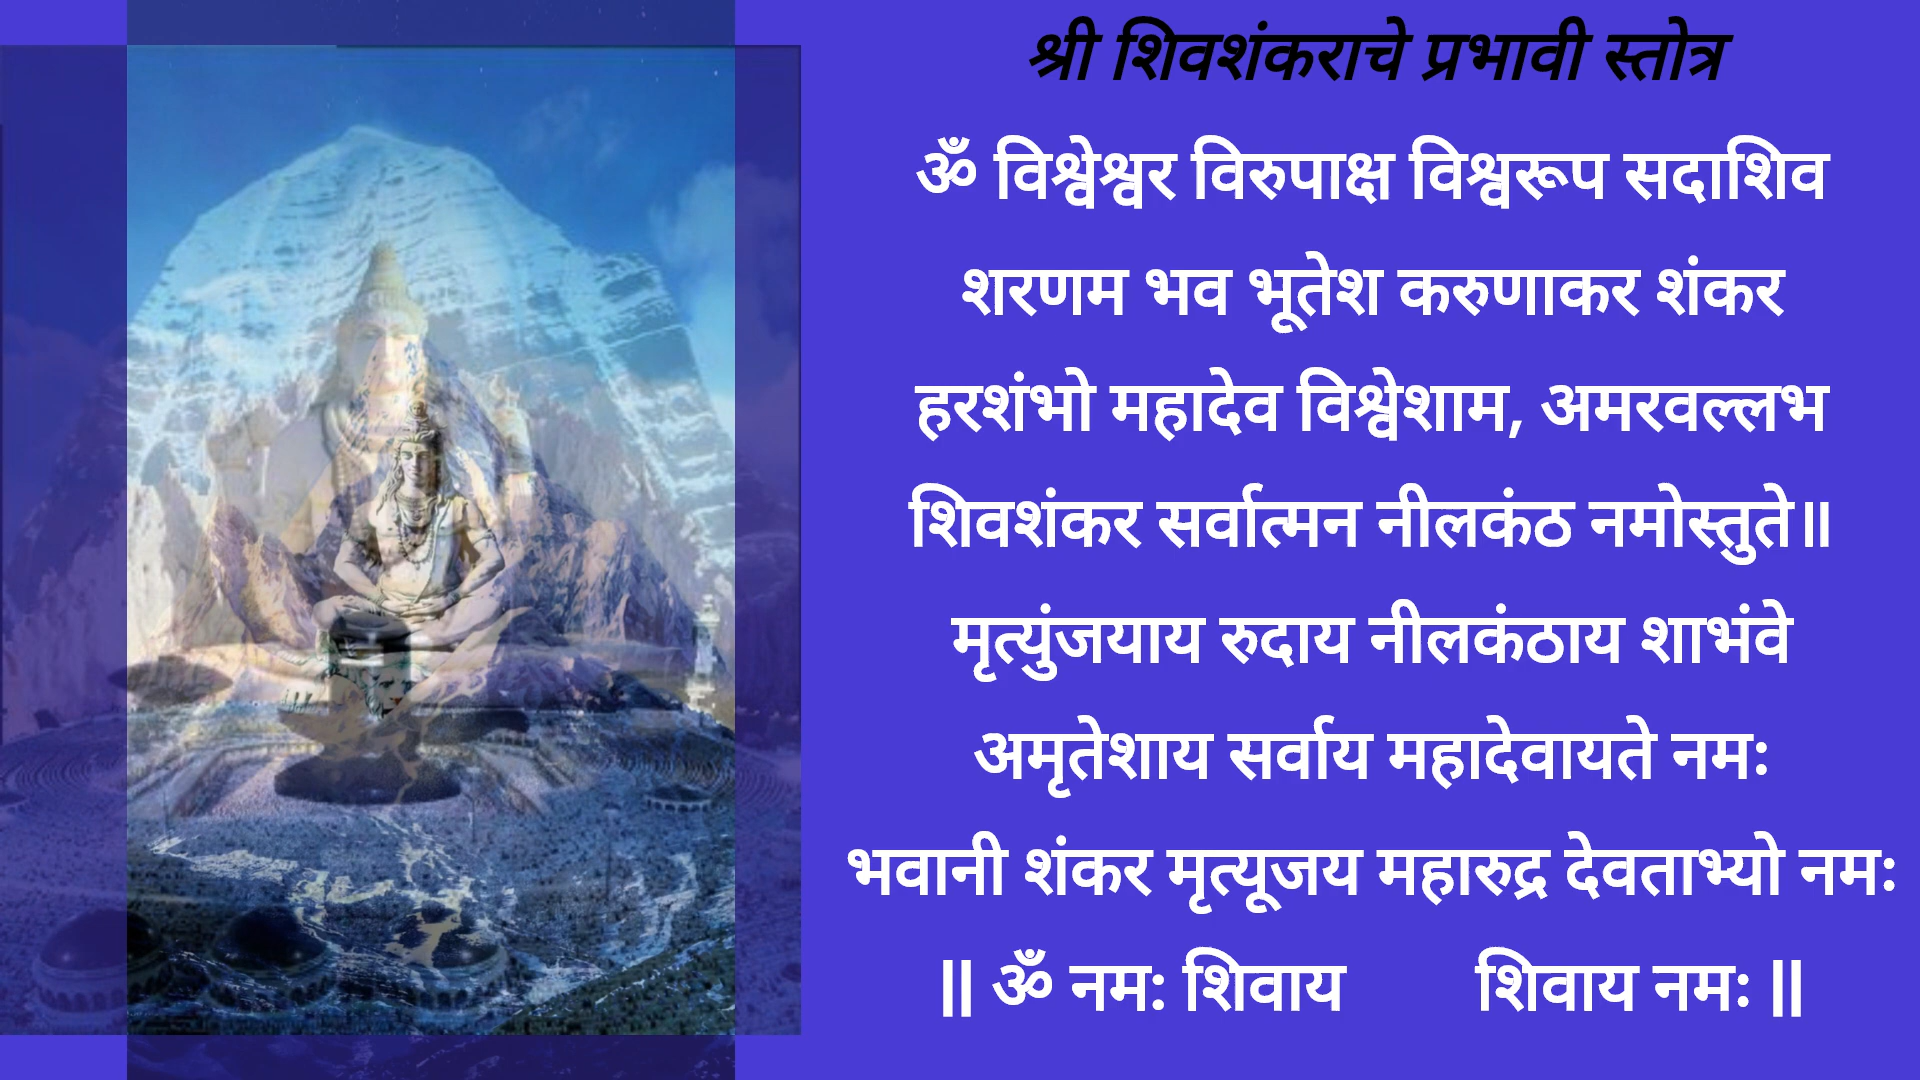 श्री शिवशंकराचे प्रभावी स्तोत्र
ॐ विश्वेश्वर विरुपाक्ष विश्वरूप सदाशिव
शरणम भव भूतेश करुणाकर शंकर
हरशंभो महादेव विश्वेशाम, अमरवल्लभ
शिवशंकर सर्वात्मन नीलकंठ नमोस्तुते॥
मृत्युंजयाय रुदाय नीलकंठाय शाभंवे
अमृतेशाय सर्वाय महादेवायते नमः
भवानी शंकर मृत्यूजय महारुद्र देवताभ्यो नमः
|| ॐ नम: शिवाय शिवाय नमः ||